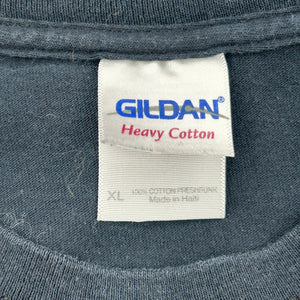 GILDAN®
Heavy Cotton
XL
100% COTTON PRESHRUNK
Made in Haiti